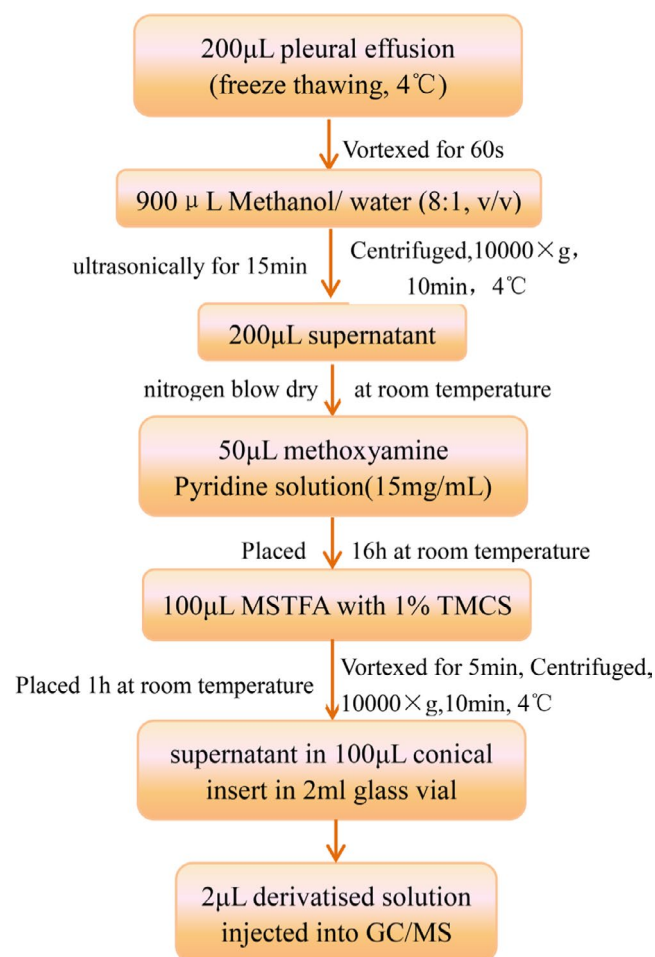 200μL pleural effusion
(freeze thawing, 4℃)
Vortexed for 60s
900 μ L Methanol/ water (8:1, v/v)
ultrasonically for 15min
Centrifuged,10000×g，
10min，4℃
200μL supernatant
nitrogen blow dry at room temperature
50μL methoxyamine
Pyridine solution(15mg/mL)
Placed 16h at room temperature
100μL MSTFA with 1% TMCS
Placed 1h at room temperature
Vortexed for 5min, Centrifuged,
10000×g,10min, 4℃
supernatant in 100μL conical
insert in 2ml glass vial
2μL derivatised solution
injected into GC/MS